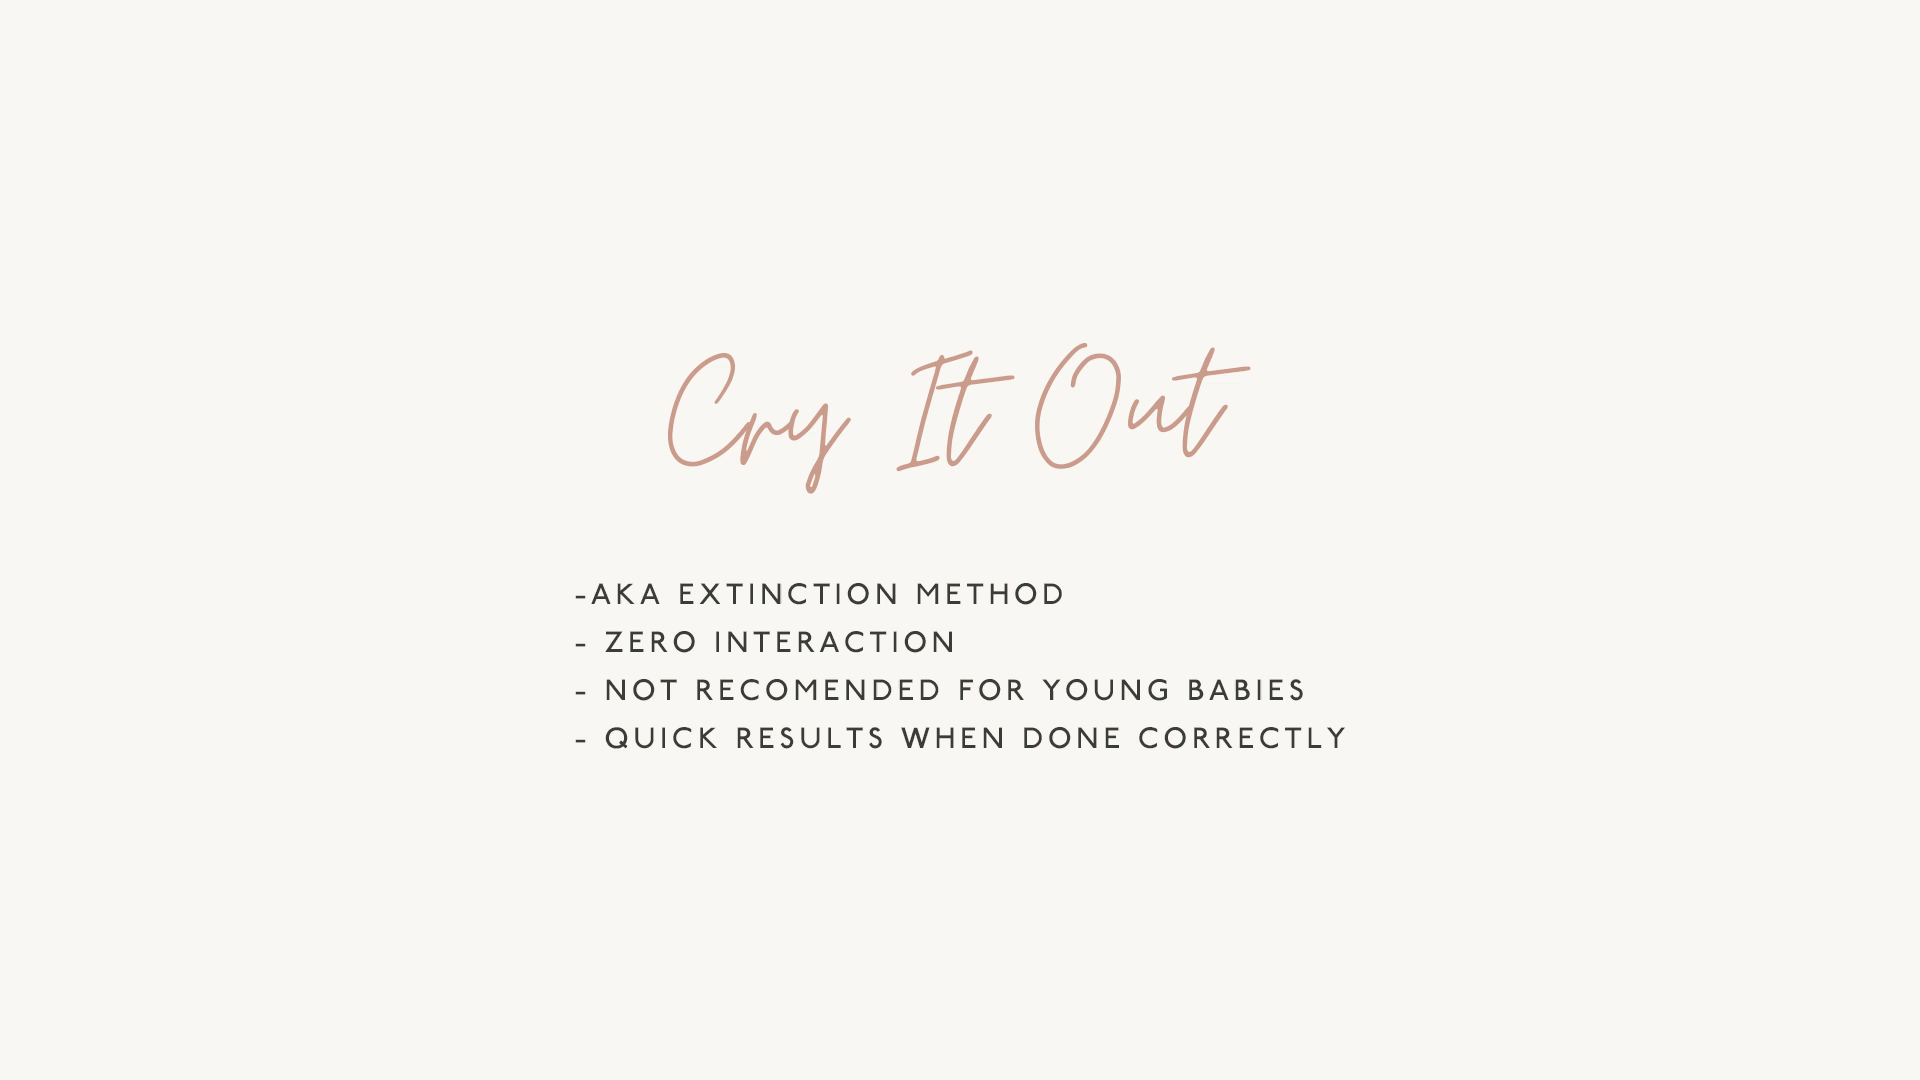 Cry It Out
-AKA EXTINCTION METHOD
- ZERO INTERACTION
- NOT RECOMENDED FOR YOUNG BABIES
- QUICK RESULTS WHEN DONE CORRECTLY